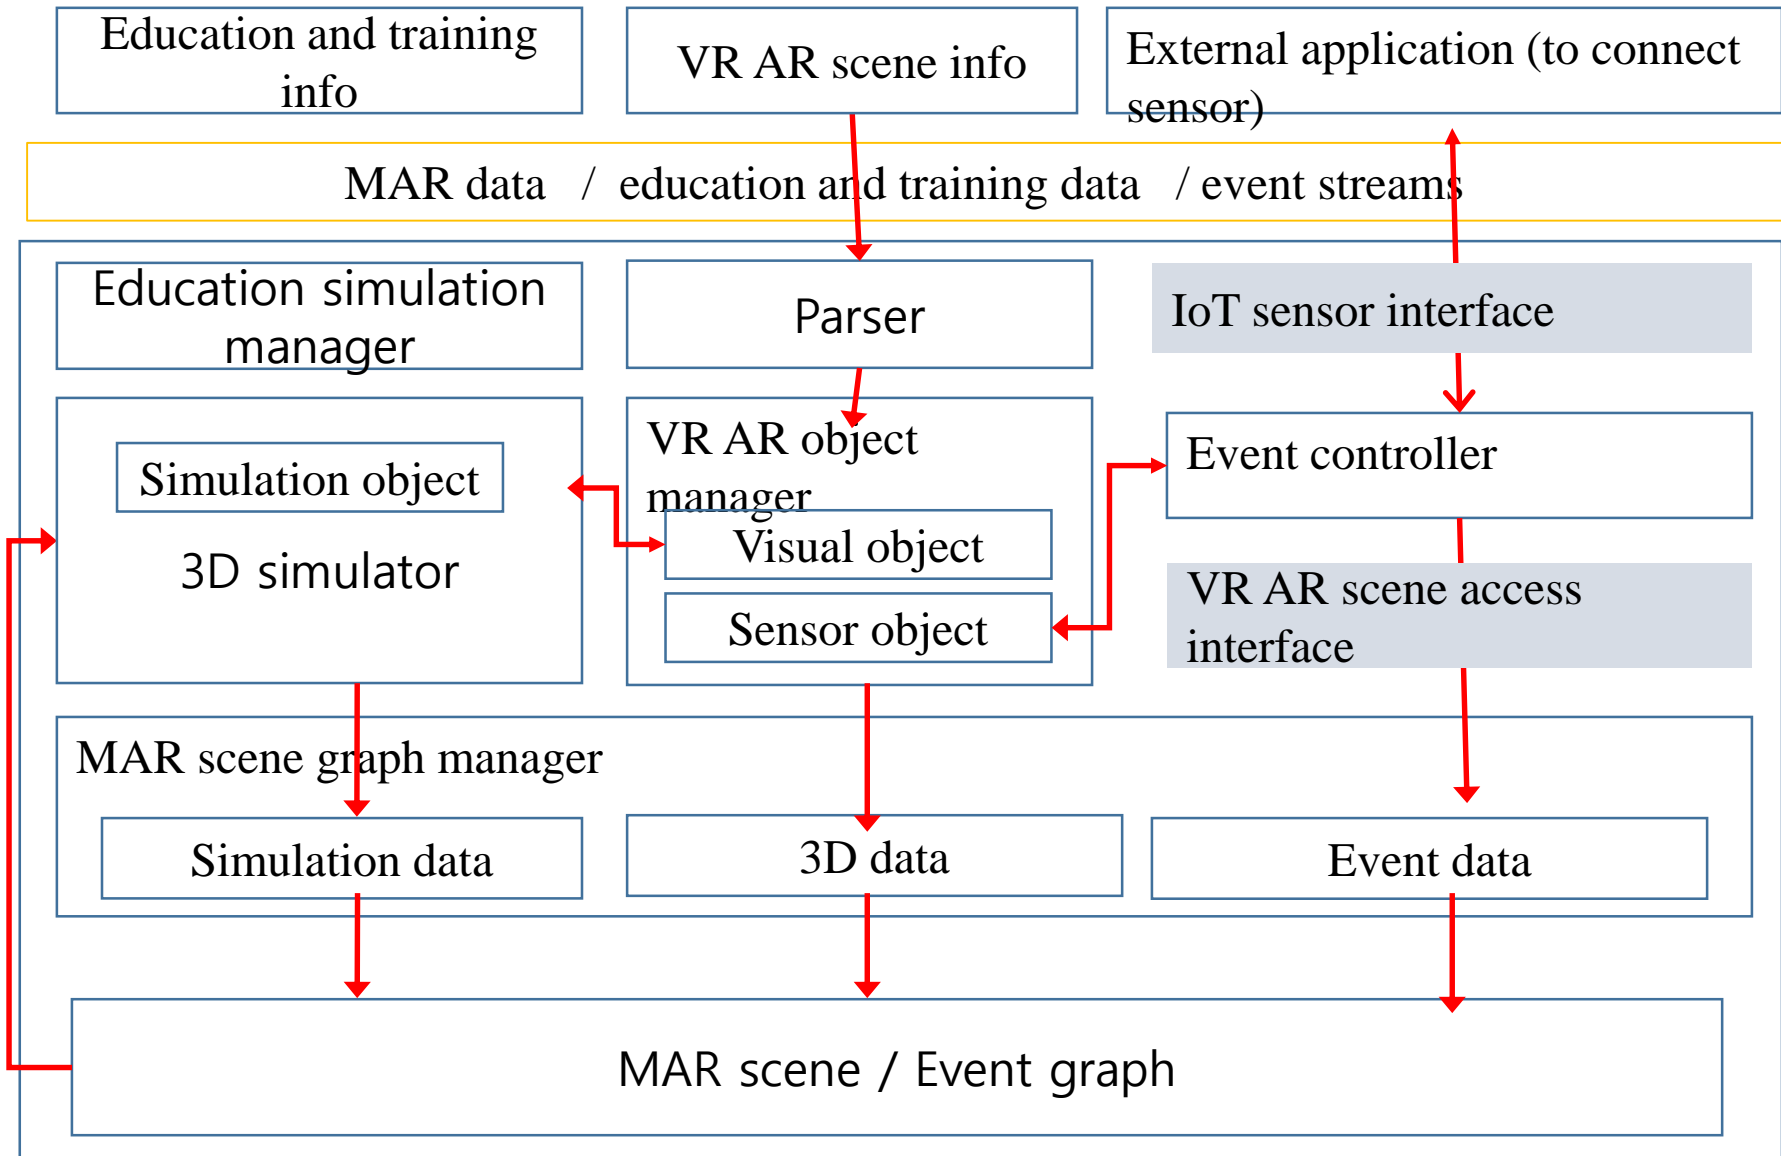 Education and training
info
VR AR scene info
External application (to connect
sensor)
MAR data / education and training data / event streams
Education simulation
manager
Parser
IoT sensor interface
Simulation object
3D simulator
VR AR object
manager
Visual object
Sensor object
Event controller
VR AR scene access
interface
MAR scene graph manager
Simulation data
3D data
Event data
MAR scene / Event graph